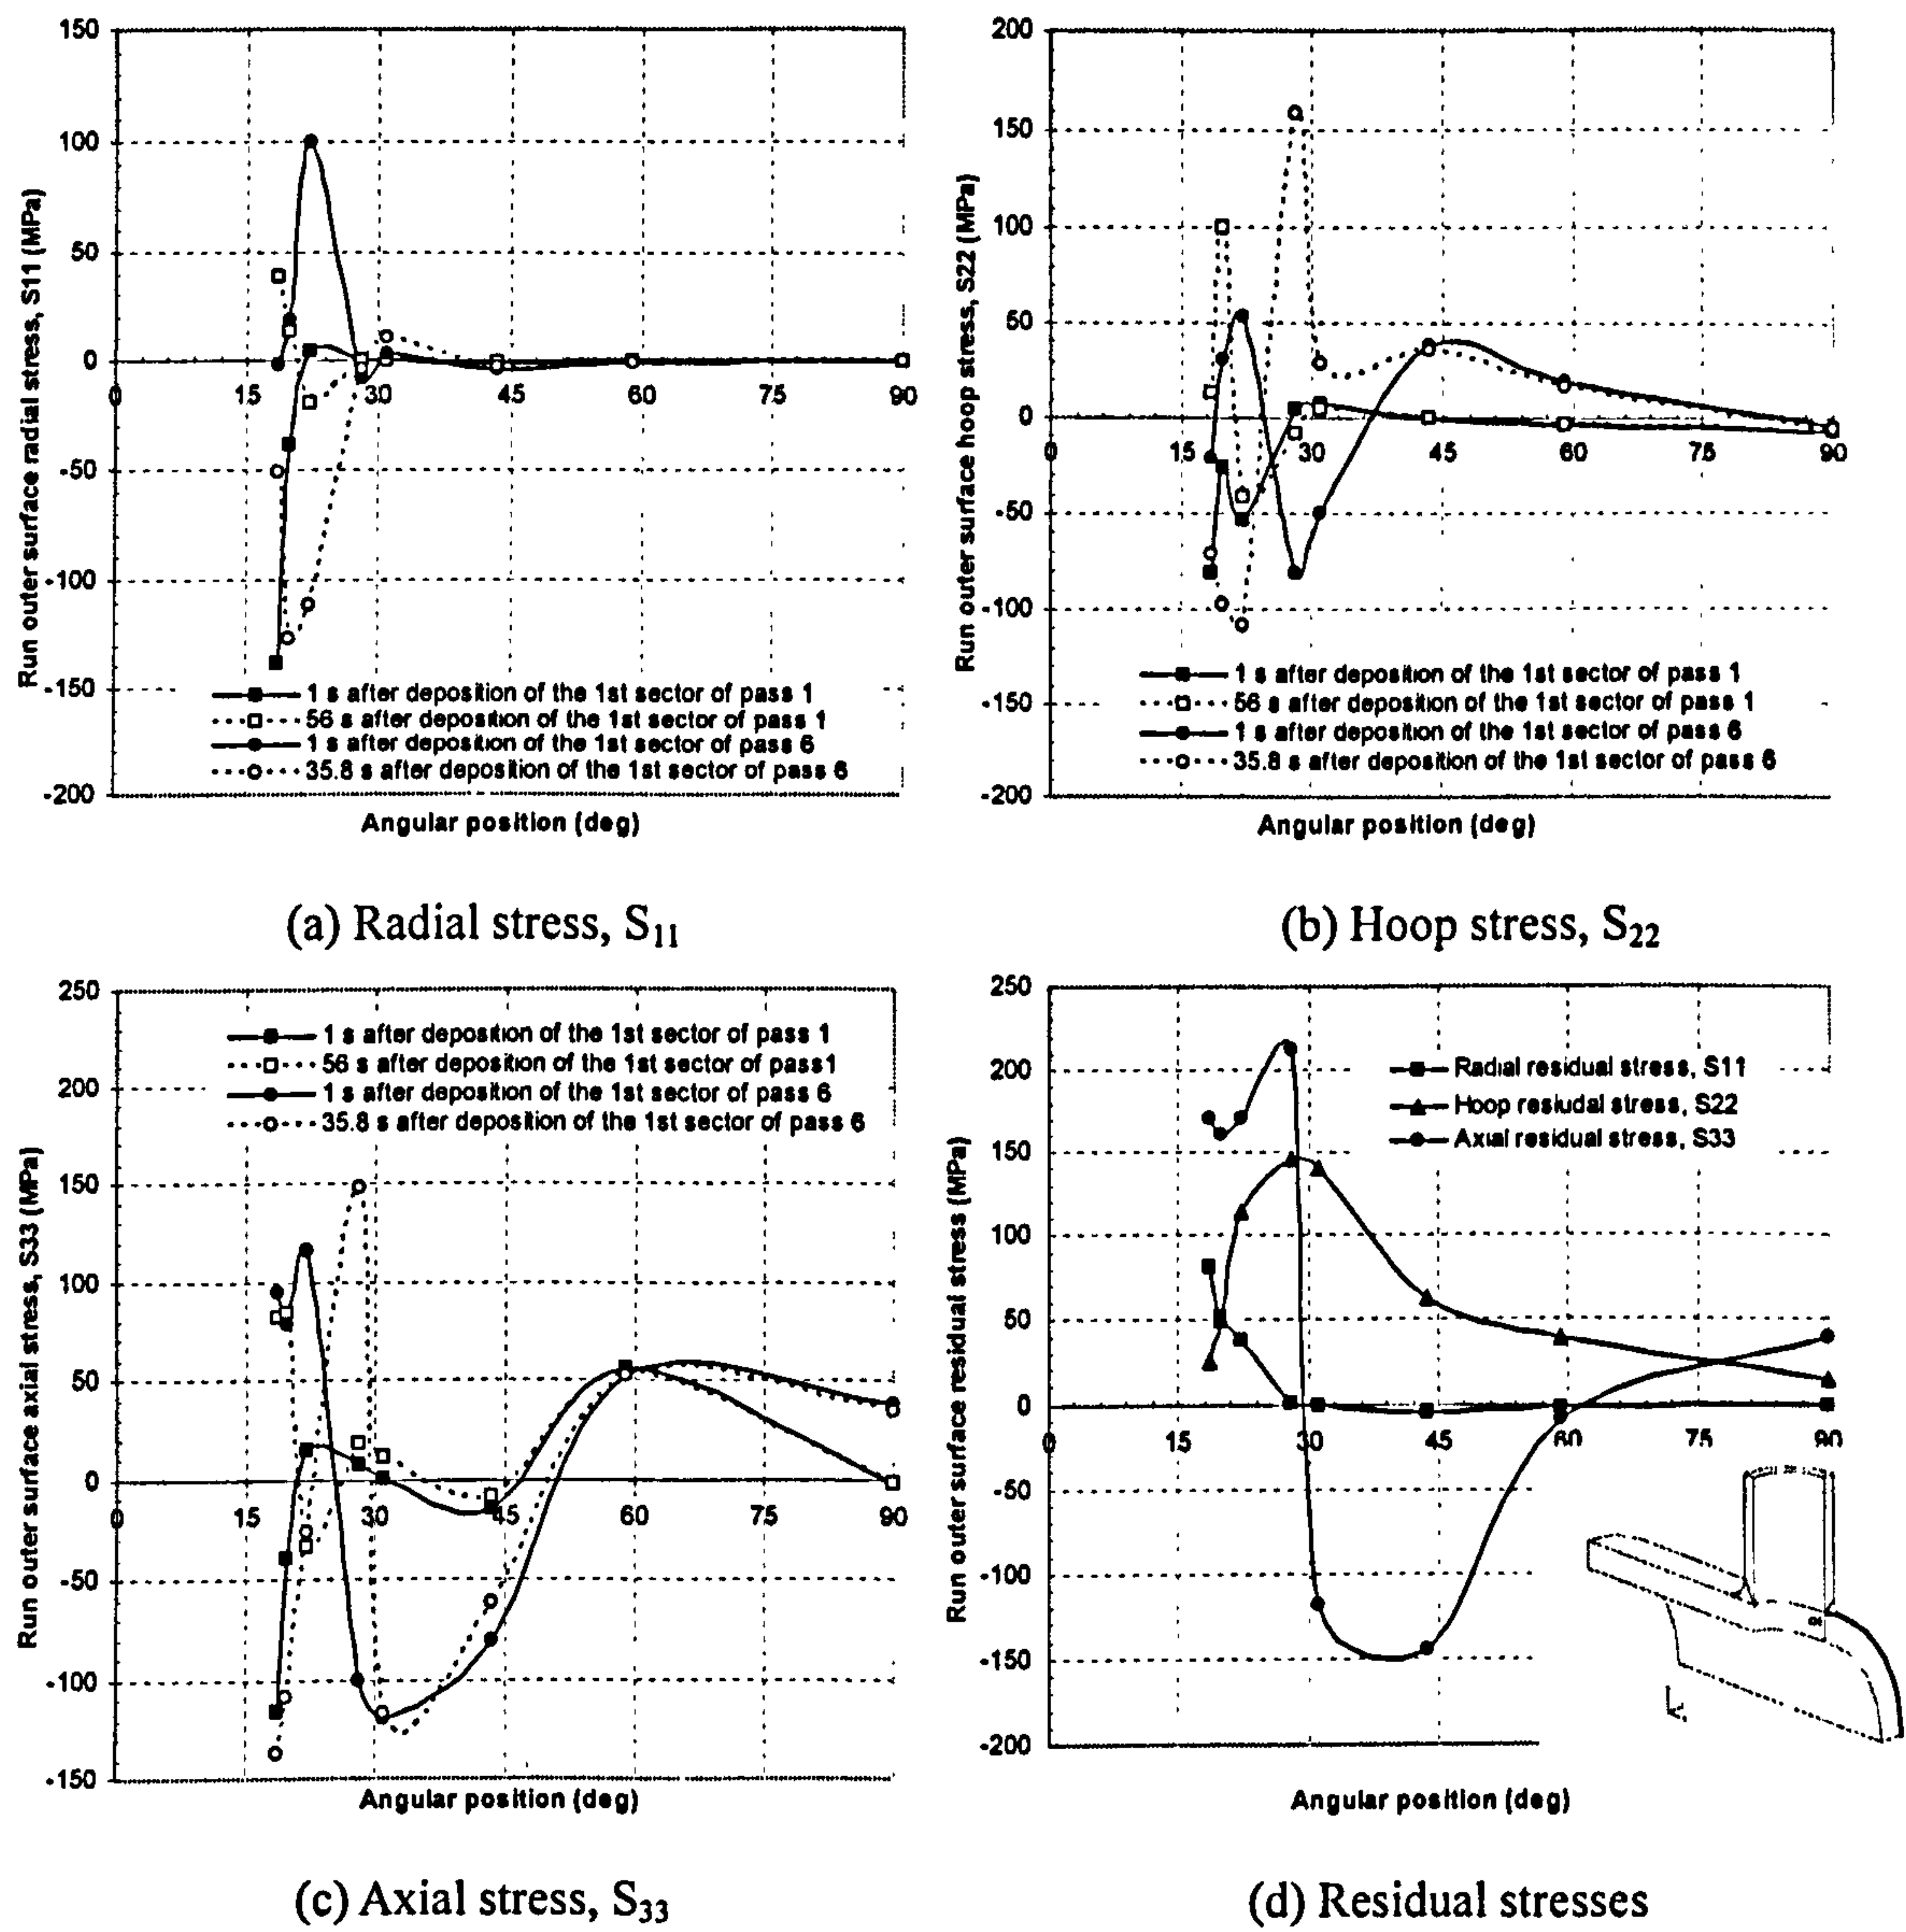 150
100
50
0
-50
-100
-150
-200
0 15 30 45 60 75 90
Run outer surface radial stress, S11 (MPa)
1 s after deposition of the 1st sector of pass 1
56 s after deposition of the 1st sector of pass 1
1 s after deposition of the 1st sector of pass 6
35.8 s after deposition of the 1st sector of pass 6
Angular position (deg)
(a) Radial stress, S11
200
150
100
50
0
-50
-100
-150
-200
0 15 30 45 60 75 90
Run outer surface hoop stress, S22 (MPa)
1 s after deposition of the 1st sector of pass 1
56 s after deposition of the 1st sector of pass 1
1 s after deposition of the 1st sector of pass 6
35.8 s after deposition of the 1st sector of pass 6
Angular position (deg)
(b) Hoop stress, S22
250
200
150
100
50
0
-50
-100
-150
0 15 30 45 60 75 90
Run outer surface axial stress, S33 (MPa)
1 s after deposition of the 1st sector of pass 1
56 s after deposition of the 1st sector of pass1
1 s after deposition of the 1st sector of pass 6
35.8 s after deposition of the 1st sector of pass 6
Angular position (deg)
(c) Axial stress, S33
250
200
150
100
50
0
-50
-100
-150
-200
0 15 30 45 60 75 90
Run outer surface residual stress (MPa)
Radial residual stress, S11
Hoop resiudal stress, S22
Axial residual stress, S33
Angular position (deg)
(d) Residual stresses